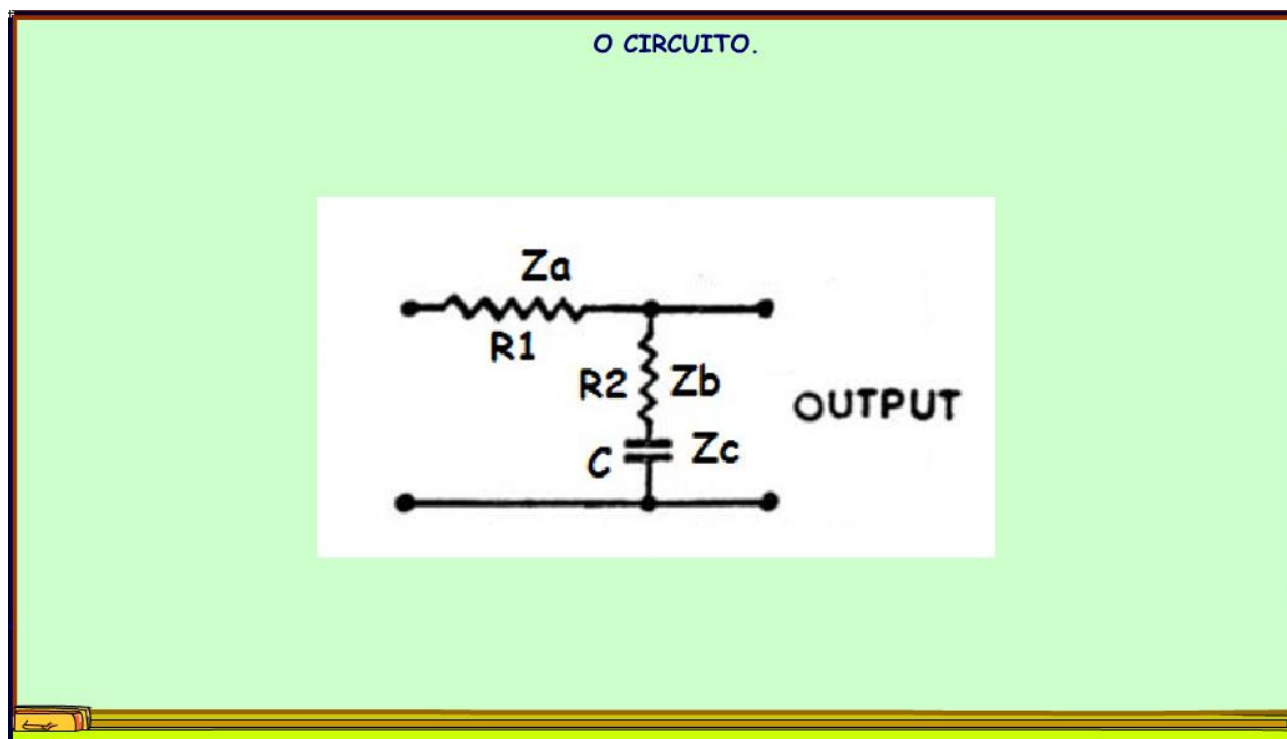 O CIRCUITO.
Za
R1
R2 Zb
OUTPUT
C Zc